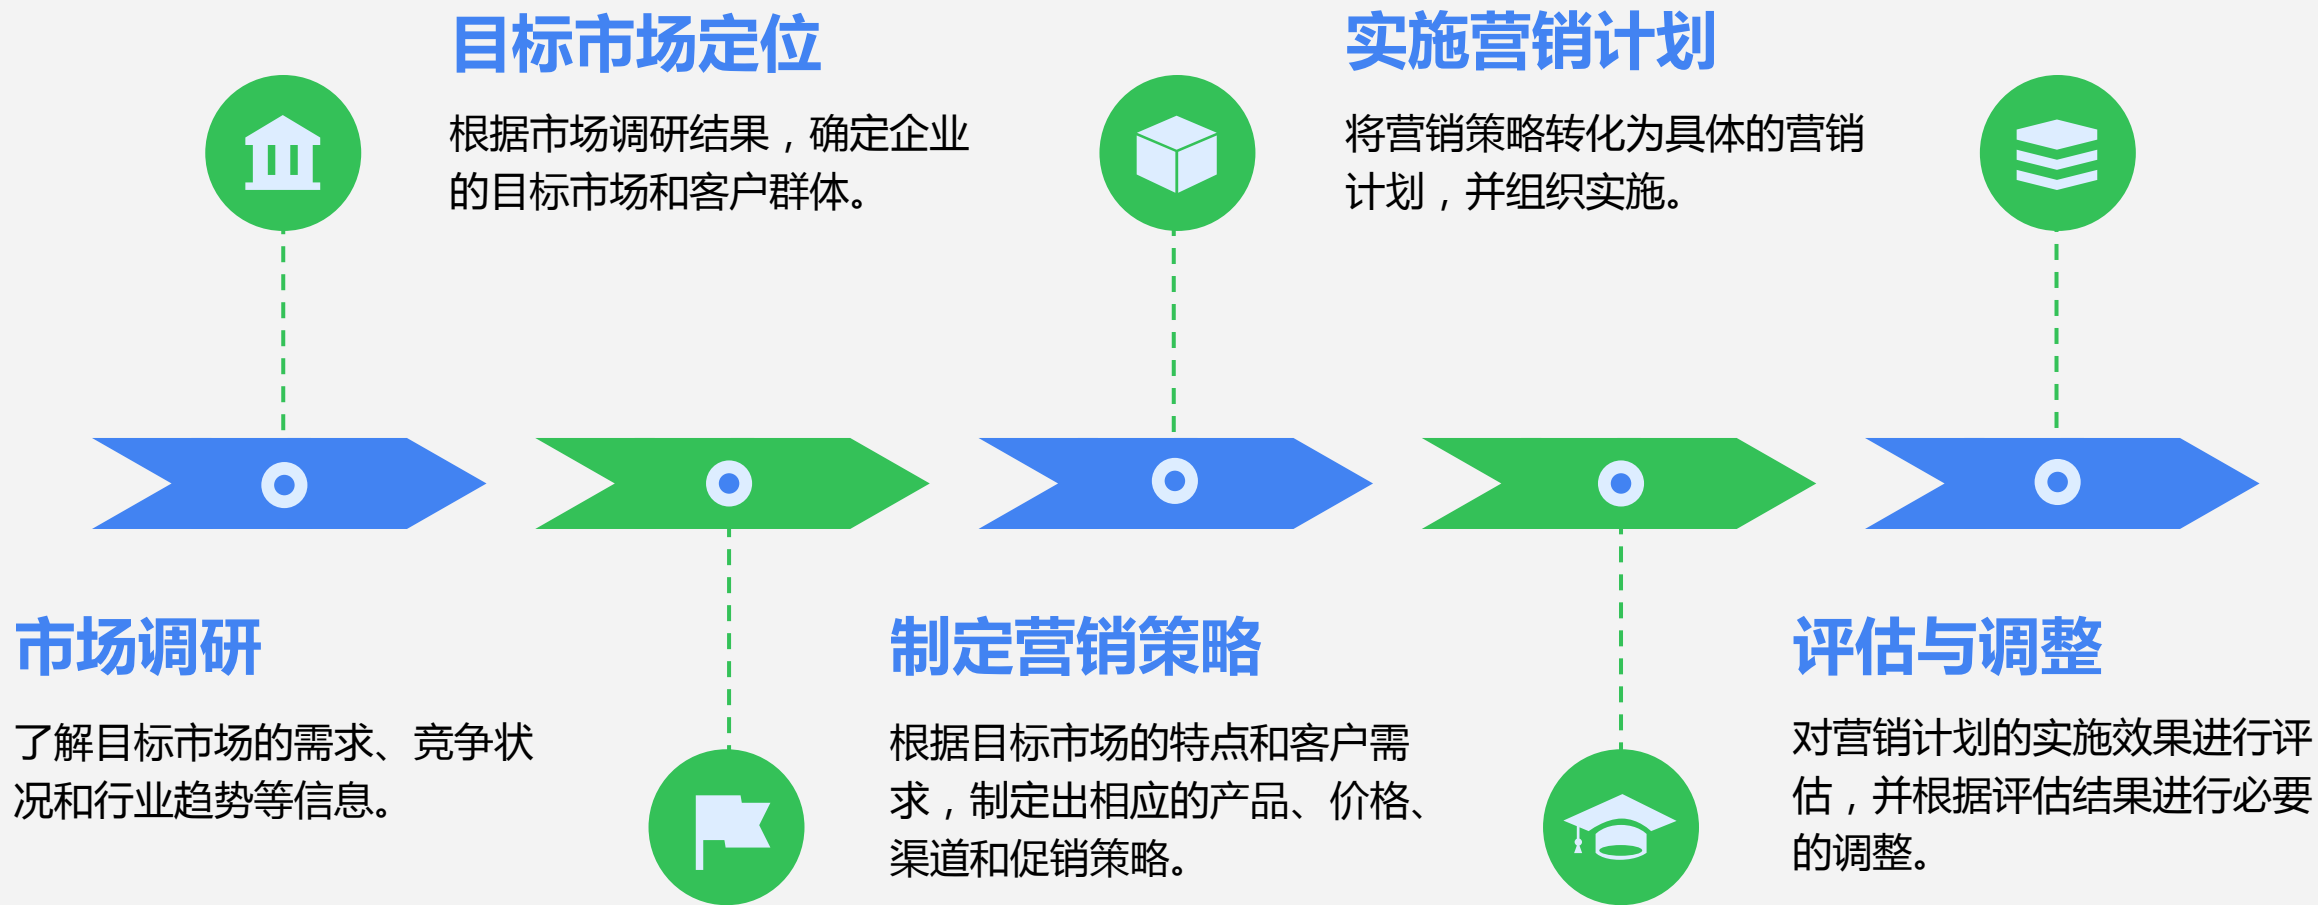 市场调研
了解目标市场的需求、竞争状
况和行业趋势等信息。
目标市场定位
根据市场调研结果，确定企业
的目标市场和客户群体。
制定营销策略
根据目标市场的特点和客户需
求，制定出相应的产品、价格、
渠道和促销策略。
实施营销计划
将营销策略转化为具体的营销
计划，并组织实施。
评估与调整
对营销计划的实施效果进行评
估，并根据评估结果进行必要
的调整。